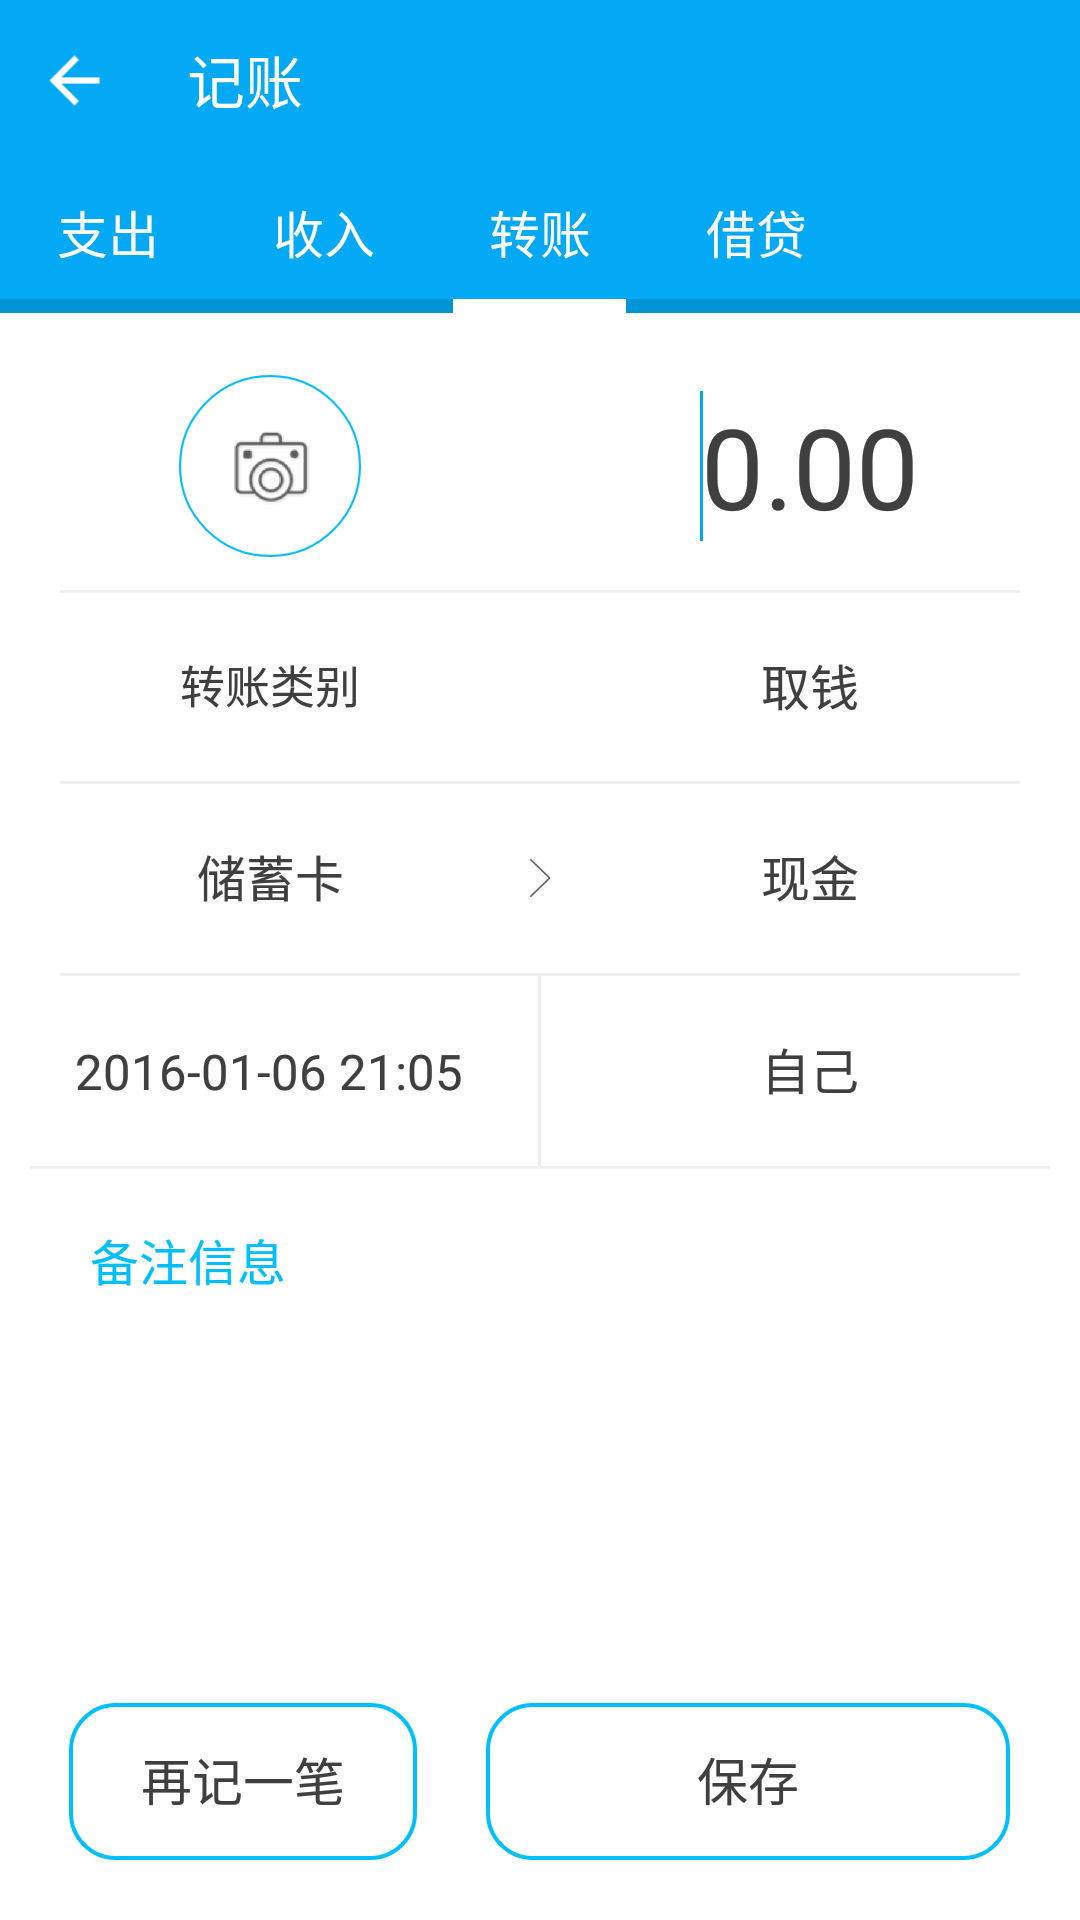 记账
支出 收入 转账 借贷
0.00
转账类别 取钱
储蓄卡 现金
2016-01-06 21:05 自己
备注信息
再记一笔 保存